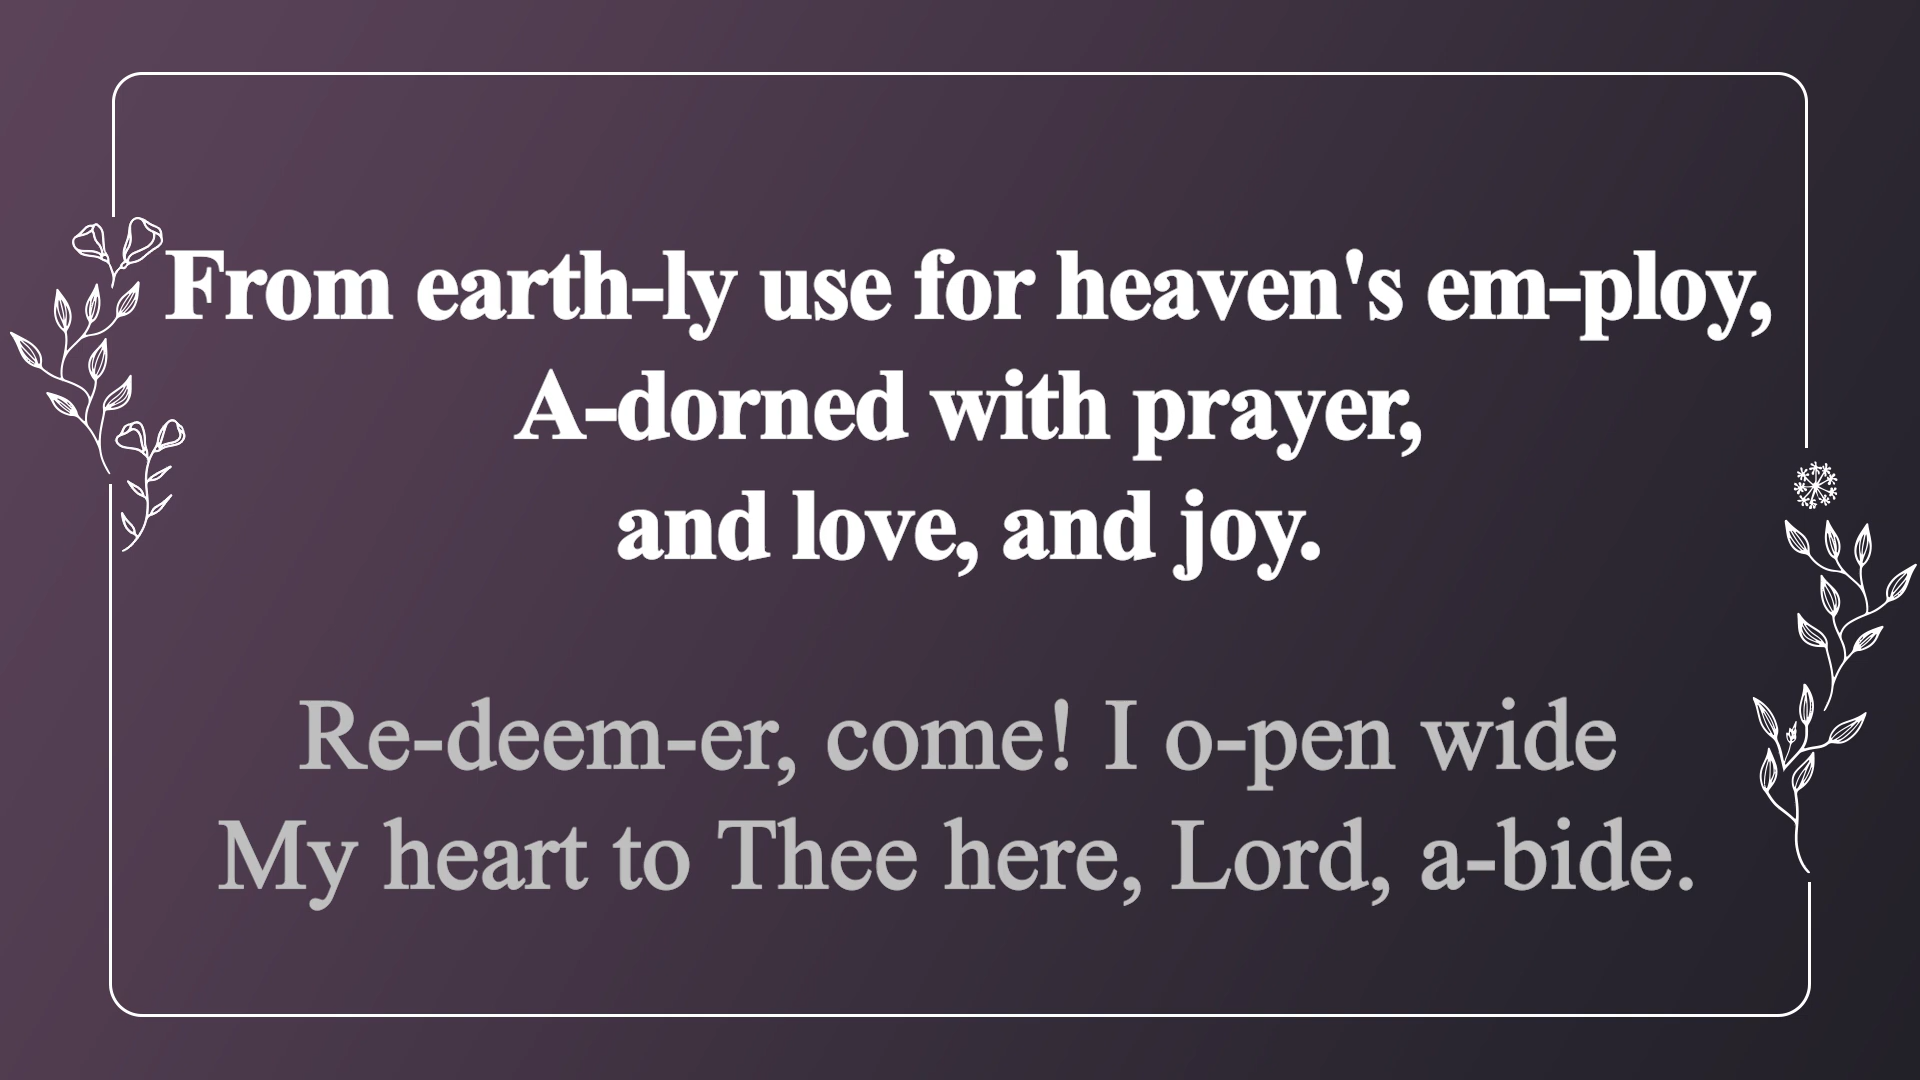 From earth-ly use for heaven's em-ploy,
A-dorned with prayer,
and love, and joy.
Re-deem-er, come! I o-pen wide
My heart to Thee here, Lord, a-bide.